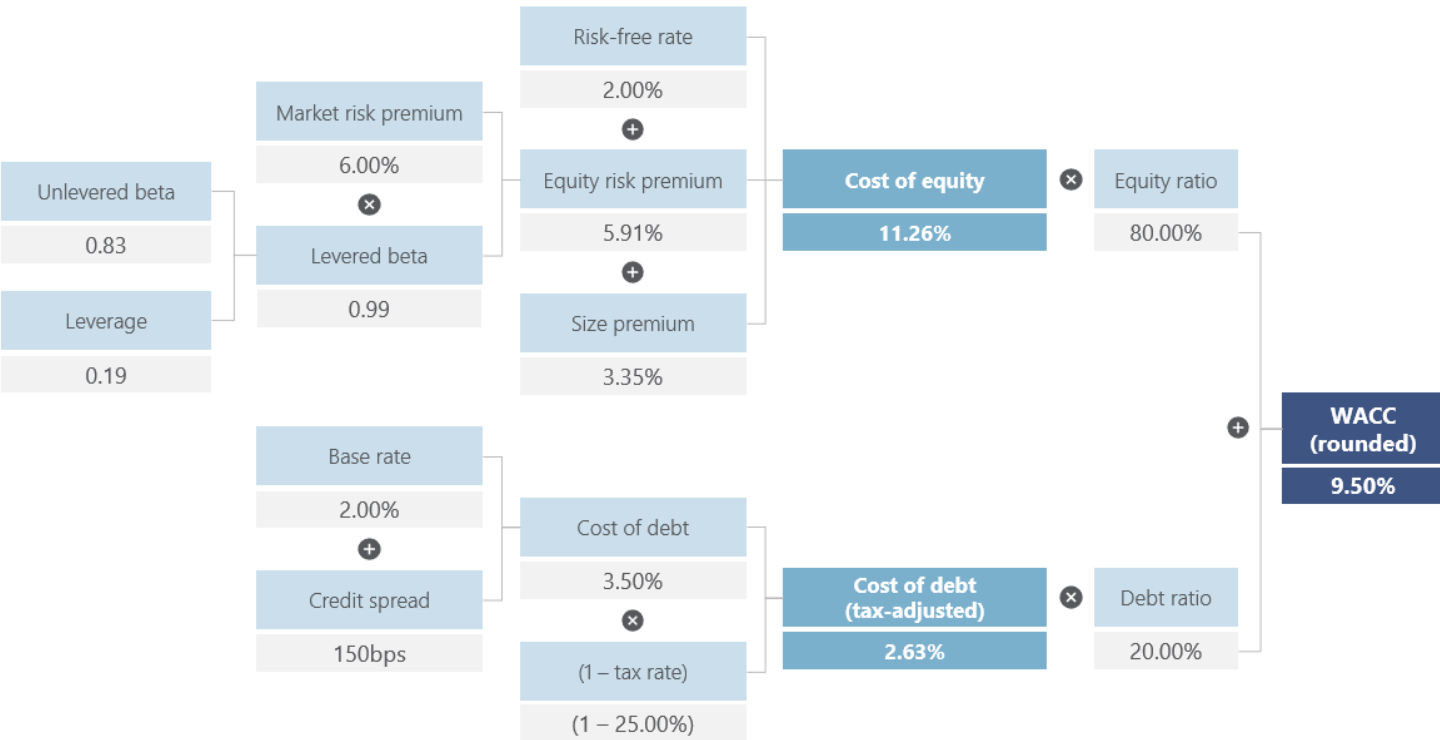 Risk-free rate
2.00%
+
Market risk premium
6.00%
×
Unlevered beta
0.83
Leverage
0.19
Levered beta
0.99
Equity risk premium
5.91%
+
Size premium
3.35%
Cost of equity
11.26%
×
Equity ratio
80.00%
Base rate
2.00%
+
Credit spread
150bps
Cost of debt
3.50%
×
(1 – tax rate)
(1 – 25.00%)
Cost of debt
(tax-adjusted)
2.63%
×
Debt ratio
20.00%
+
WACC
(rounded)
9.50%